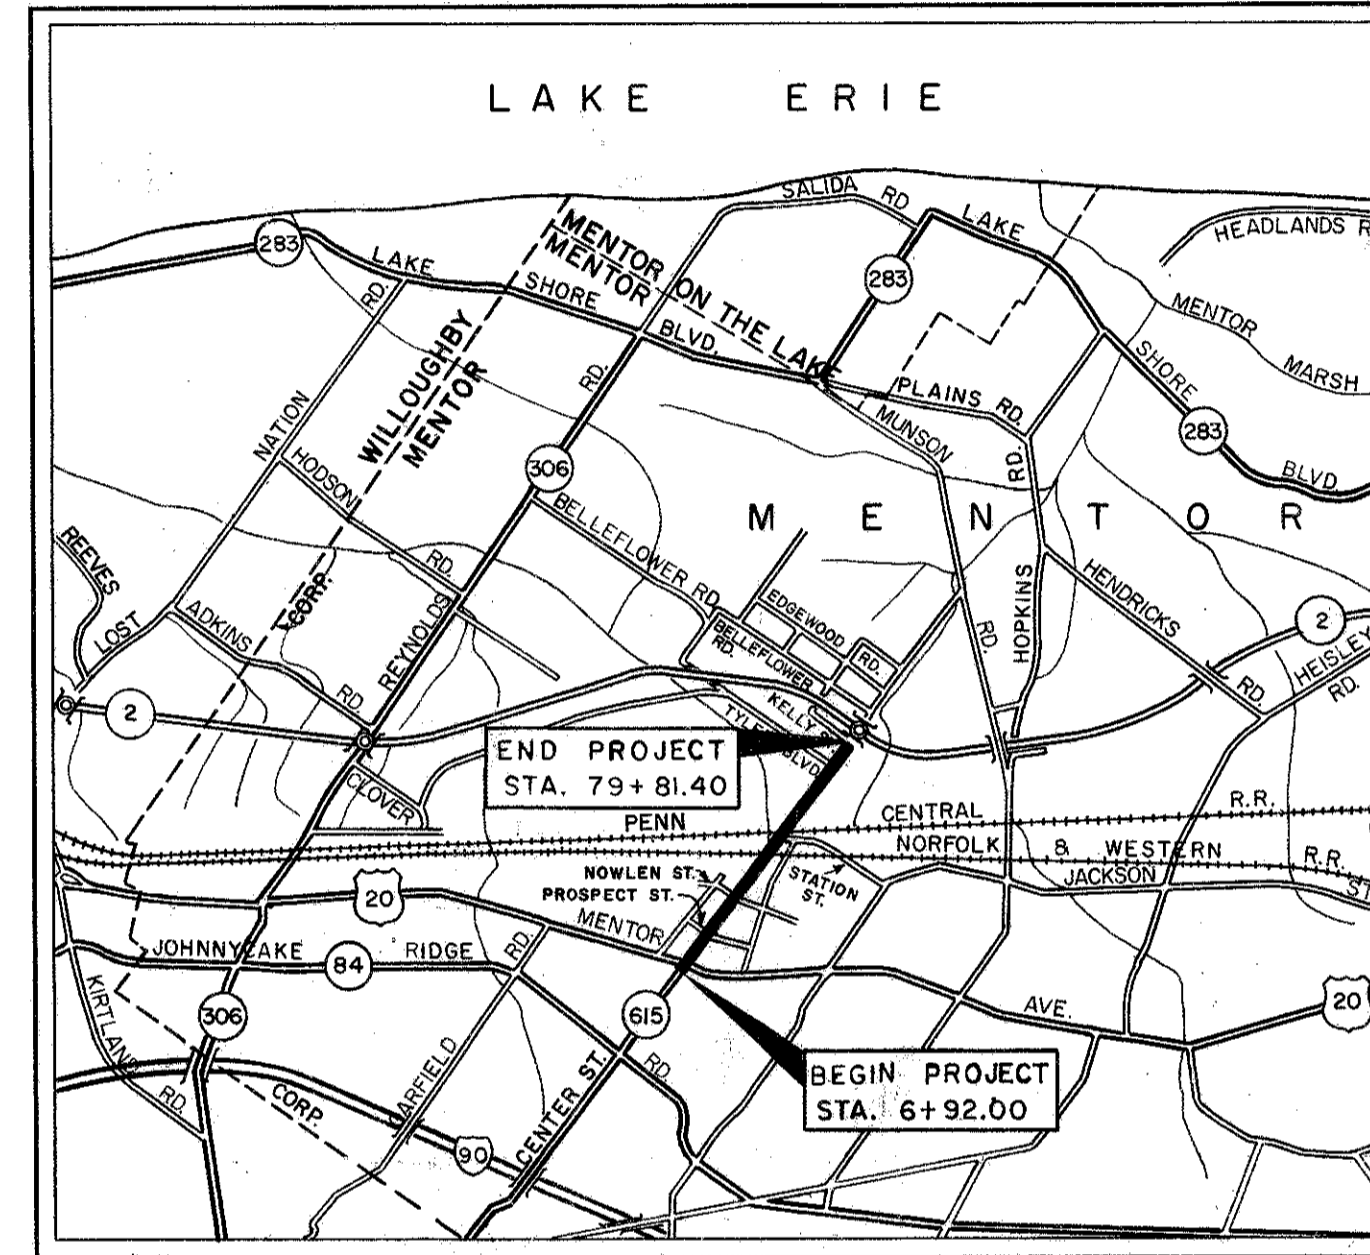 LAKE ERIE
SALIDA RD
LAKE
HEADLANDS R
283
LAKE
MENTOR ON THE LAKE
MENTOR
283
SHORE
BLVD.
RD.
MENTOR
MARSH
WILLOUGHBY
MENTOR
RD.
PLAINS RD.
SHORE
MUNSON
283
NATION
HODSON
306
RD.
BLVD.
BELLEFLOWER RD.
MENTOR
REEVES
LOST
CORP.
RD.
HENDRICKS
ADKINS
EDGEWOOD
RD.
HOPKINS
2
BELLEFLOWER
RD.
RD.
HEISLEY
RD.
REYNOLDS
RD.
RD.
2
KELLY
TYLER BLVD.
END PROJECT
STA. 79+81.40
CLOVER
PENN
CENTRAL
R.R.
NORFOLK & WESTERN
R.R.
JACKSON
ST.
NOWLEN ST.
PROSPECT ST.
STATION
ST.
20
MENTOR
JOHNNYCAKE
84
RIDGE
RD.
KIRTLAND
RD.
306
615
AVE.
20
GARFIELD
RD.
BEGIN PROJECT
STA. 6+92.00
CORP.
90
CENTER ST.